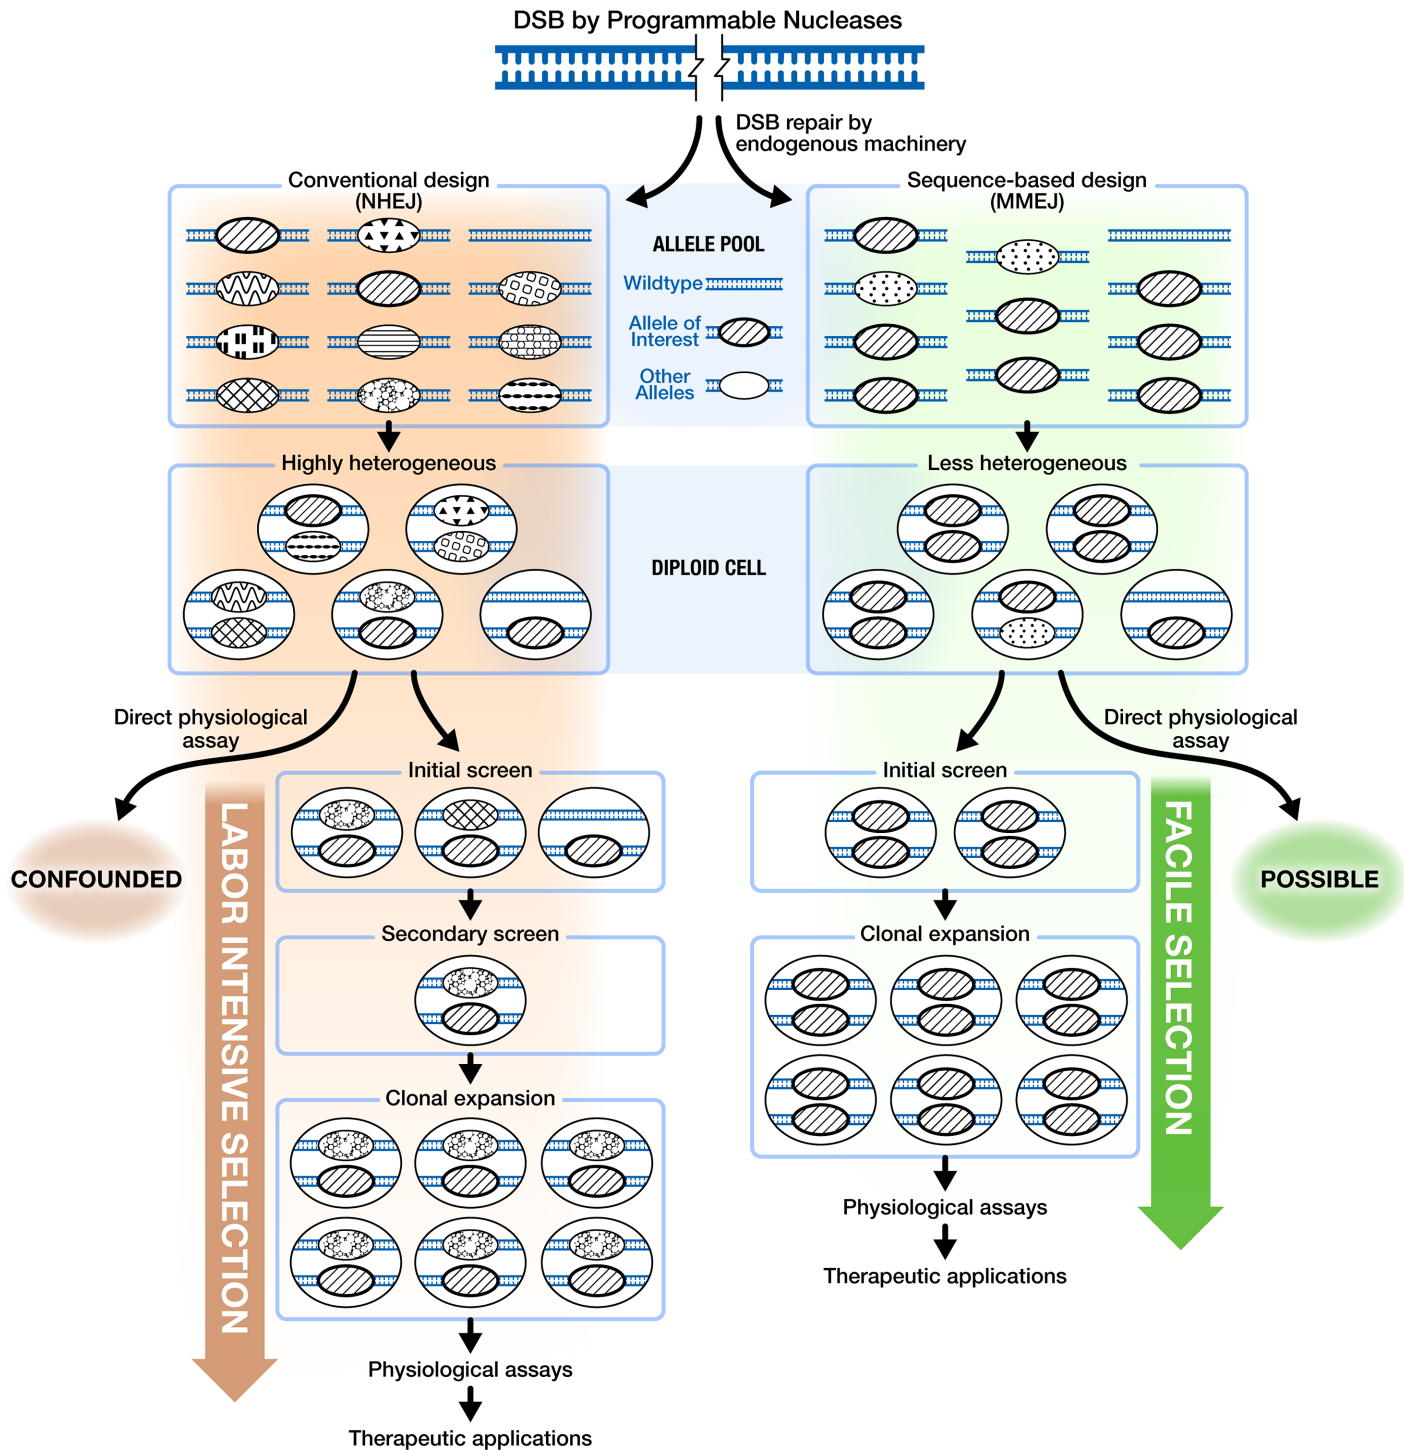 DSB by Programmable Nucleases
DSB repair by
endogenous machinery
Conventional design
(NHEJ)
Sequence-based design
(MMEJ)
ALLELE POOL
Wildtype
Allele of
Interest
Other
Alleles
Highly heterogeneous
Less heterogeneous
DIPLOID CELL
Direct physiological
assay
Direct physiological
assay
Initial screen
Initial screen
CONFOUNDED
LABOR INTENSIVE SELECTION
FACILE SELECTION
POSSIBLE
Secondary screen
Clonal expansion
Clonal expansion
Physiological assays
Therapeutic applications
Physiological assays
Therapeutic applications